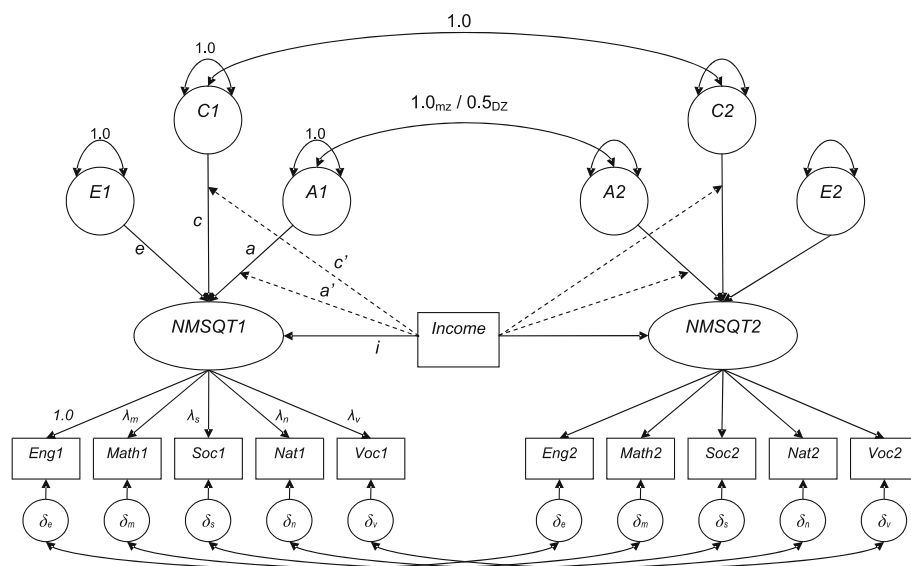 1.0
1.0
C1
C2
1.0mz / 0.5DZ
1.0
1.0
E1
A1
A2
E2
c
a
e
c’
a’
NMSQT1
Income
NMSQT2
i
1.0
λm
λs
λn
λv
Eng1
Math1
Soc1
Nat1
Voc1
Eng2
Math2
Soc2
Nat2
Voc2
δe
δm
δs
δn
δv
δe
δm
δs
δn
δv